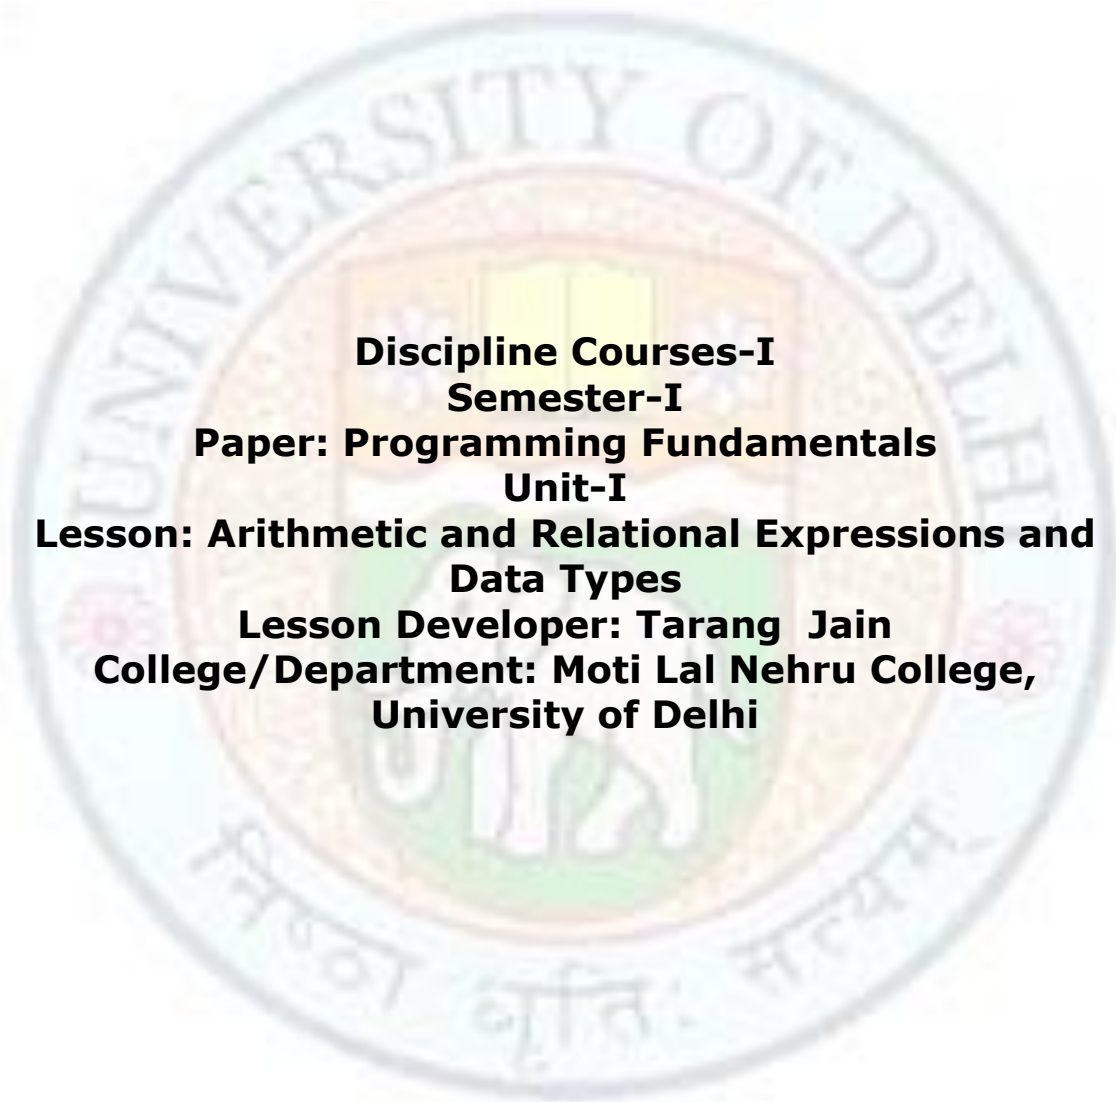 UNIVERSITY OF DELHI
Discipline Courses-I
Semester-I
Paper: Programming Fundamentals
Unit-I
Lesson: Arithmetic and Relational Expressions and
Data Types
Lesson Developer: Tarang Jain
College/Department: Moti Lal Nehru College,
University of Delhi